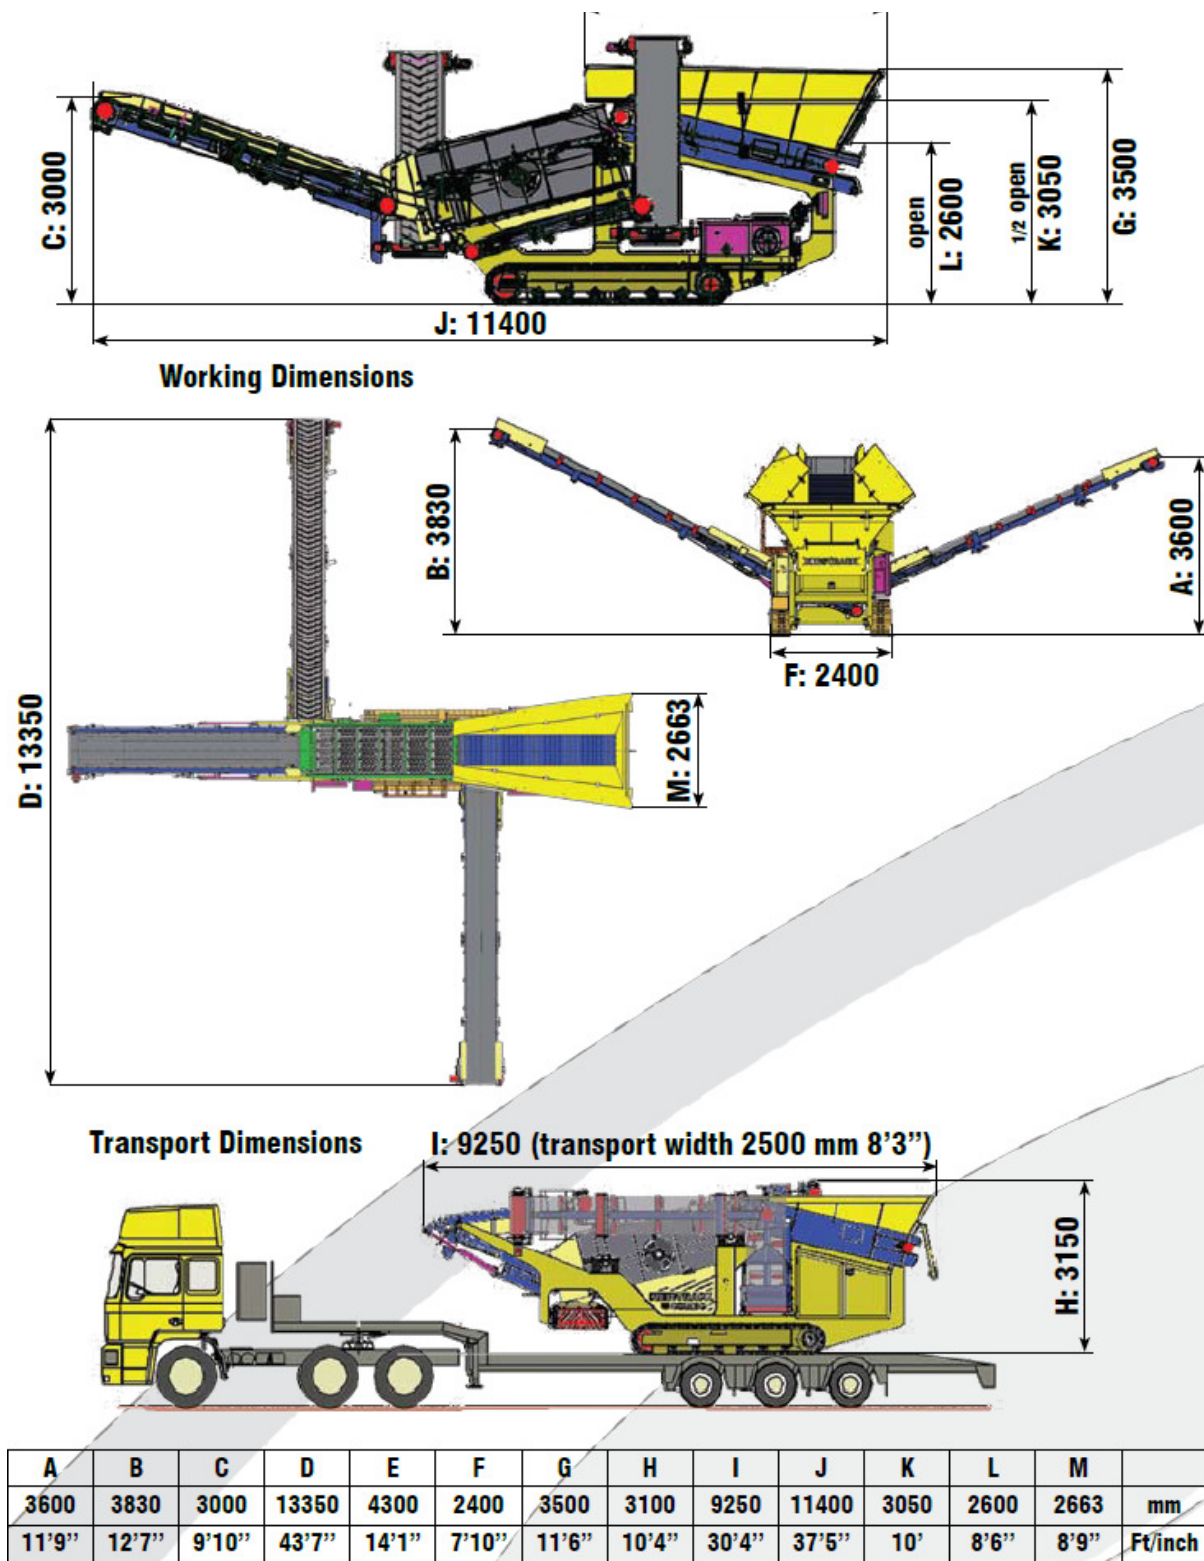 C: 3000
open
L: 2600
1/2 open
K: 3050
G: 3500
J: 11400
Working Dimensions
B: 3830
A: 3600
F: 2400
D: 13350
M: 2663
Transport Dimensions
I: 9250 (transport width 2500 mm 8’3’’)
H: 3150
A B C D E F G H I J K L M
3600 3830 3000 13350 4300 2400 3500 3100 9250 11400 3050 2600 2663 mm
11’9’’ 12’7’’ 9’10’’ 43’7’’ 14’1’’ 7’10’’ 11’6’’ 10’4’’ 30’4’’ 37’5’’ 10’ 8’6’’ 8’9’’ Ft/inch